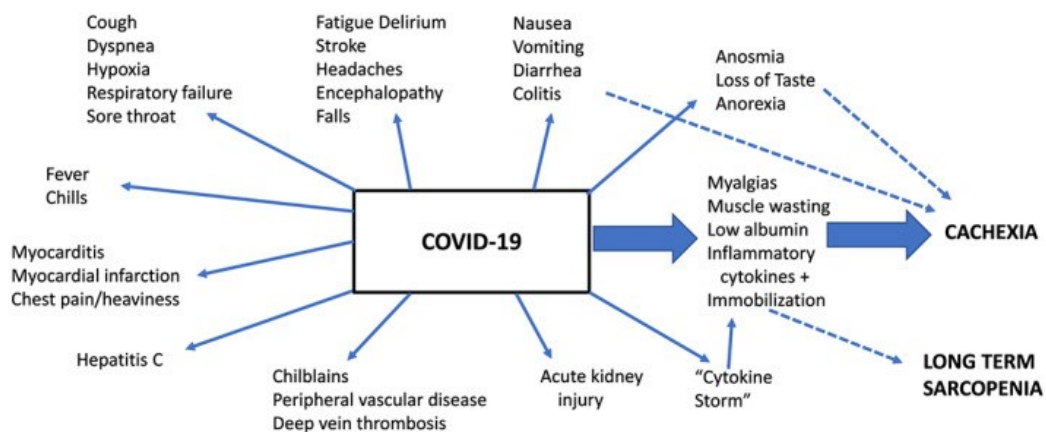 Cough
Dyspnea
Hypoxia
Respiratory failure
Sore throat
Fatigue Delirium
Stroke
Headaches
Encephalopathy
Falls
Nausea
Vomiting
Diarrhea
Colitis
Anosmia
Loss of Taste
Anorexia
Fever
Chills
COVID-19
Myalgias
Muscle wasting
Low albumin
Inflammatory
cytokines +
Immobilization
CACHEXIA
Myocarditis
Myocardial infarction
Chest pain/heaviness
Hepatitis C
Chilblains
Peripheral vascular disease
Deep vein thrombosis
Acute kidney
injury
"Cytokine
Storm"
LONG TERM
SARCOPENIA